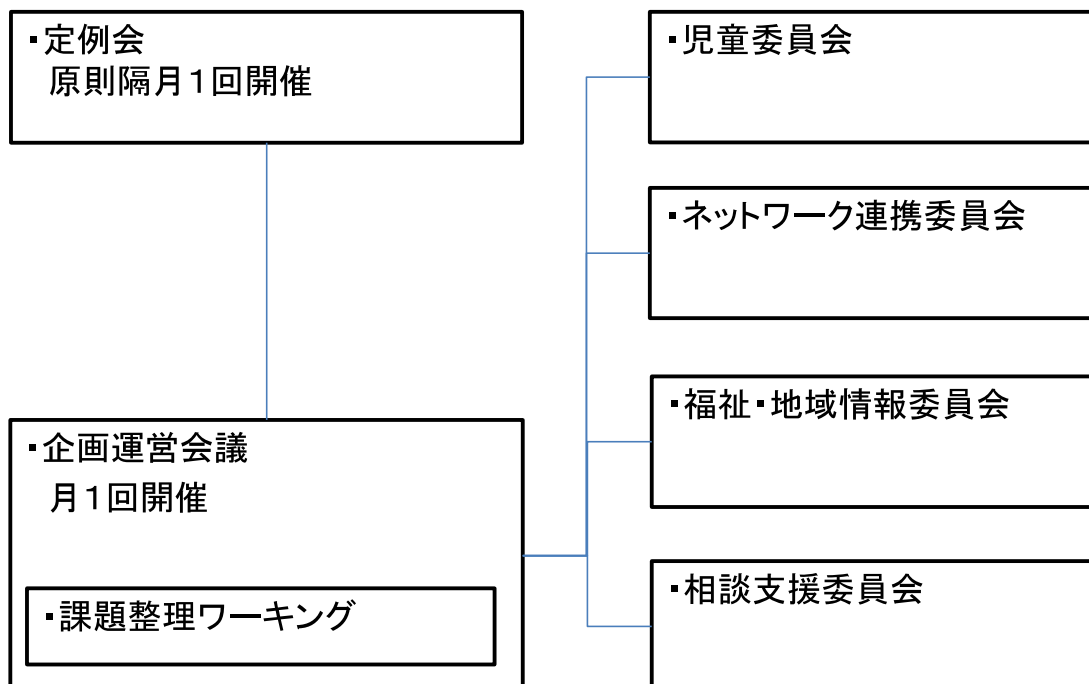 ▪定例会
原則隔月１回開催
▪企画運営会議
月１回開催
▪課題整理ワーキング
▪児童委員会
▪ネットワーク連携委員会
▪福祉▪地域情報委員会
▪相談支援委員会